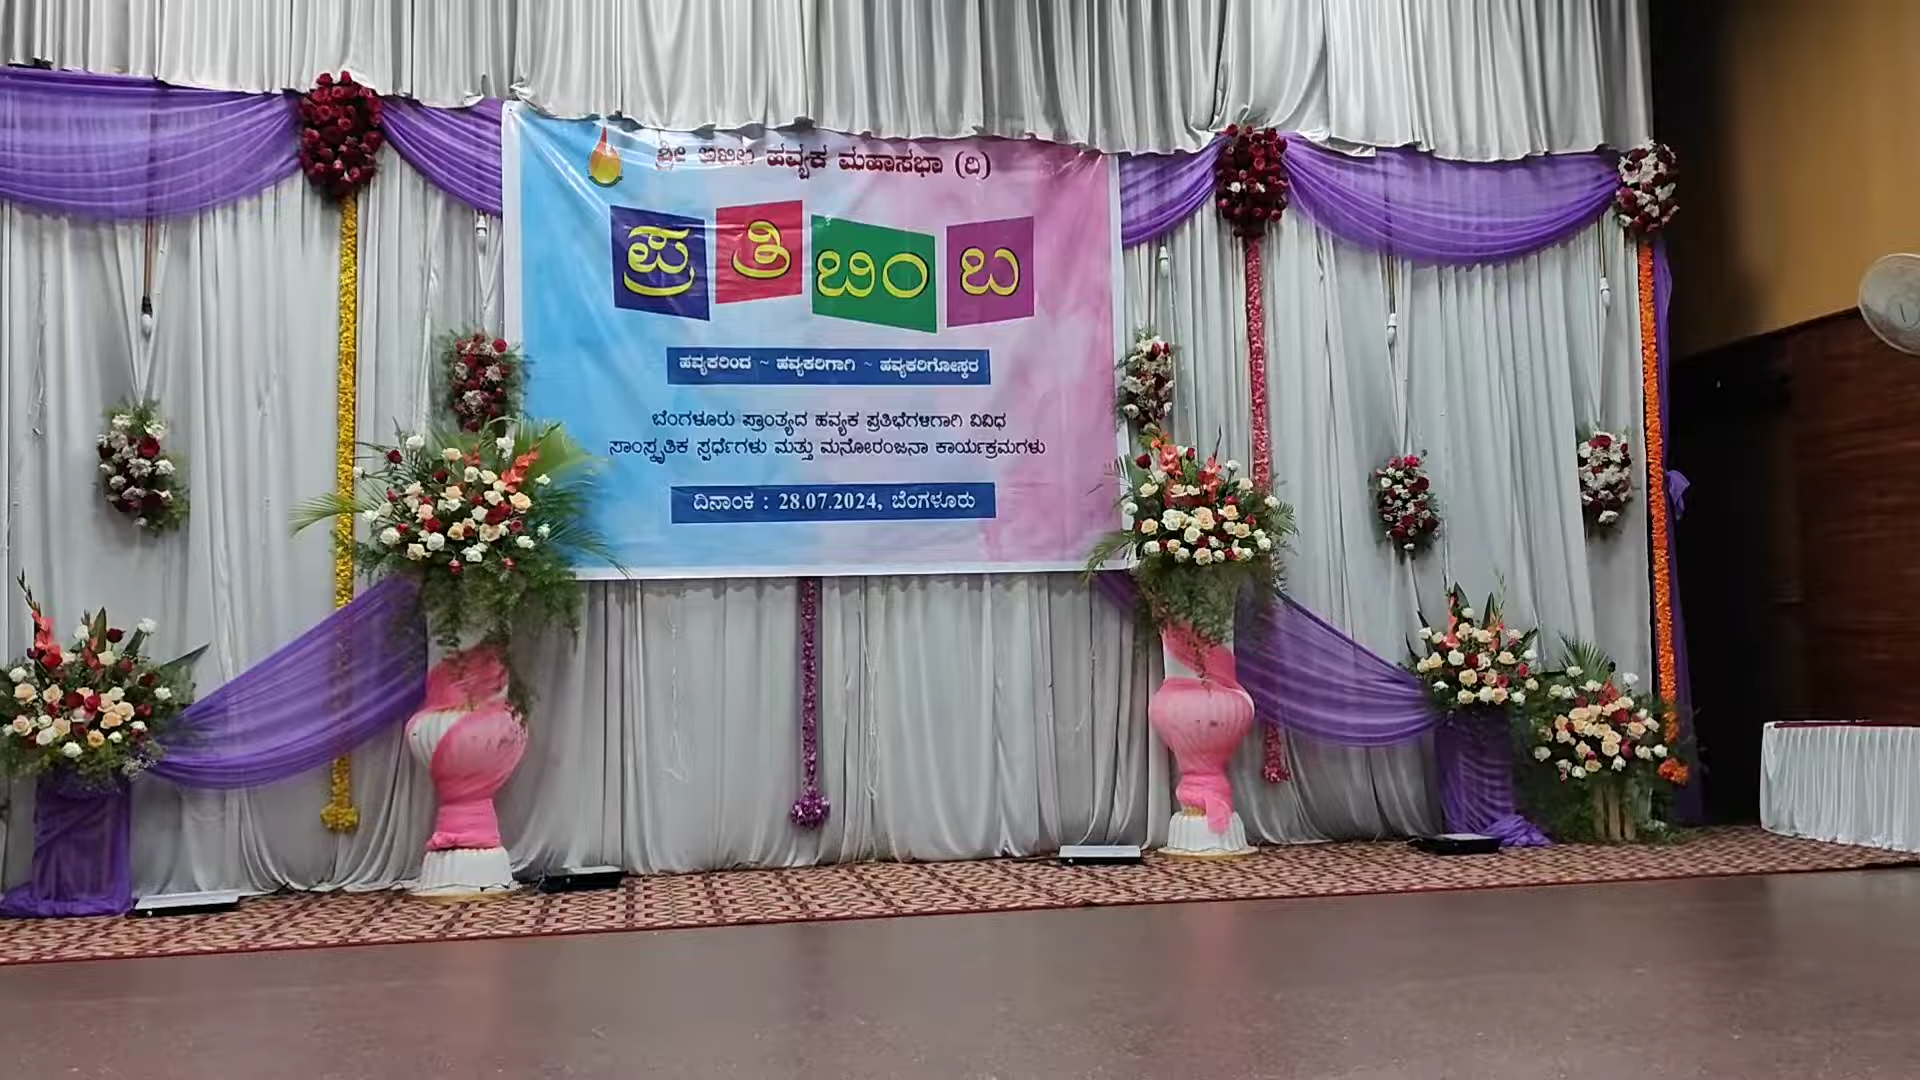 ಶ್ರೀ ಅಖಿಲ ಹವ್ಯಕ ಮಹಾಸಭಾ (ರಿ)
ಪ್ರತಿಬಿಂಬ
ಹವ್ಯಕರಿಂದ ~ ಹವ್ಯಕರಿಗಾಗಿ ~ ಹವ್ಯಕರಿಗೋಸ್ಕರ
ಬೆಂಗಳೂರು ಪ್ರಾಂತ್ಯದ ಹವ್ಯಕ ಪ್ರತಿಭೆಗಳಿಗಾಗಿ ವಿವಿಧ
ಸಾಂಸ್ಕೃತಿಕ ಸ್ಪರ್ಧೆಗಳು ಮತ್ತು ಮನೋರಂಜನಾ ಕಾರ್ಯಕ್ರಮಗಳು
ದಿನಾಂಕ : 28.07.2024, ಬೆಂಗಳೂರು